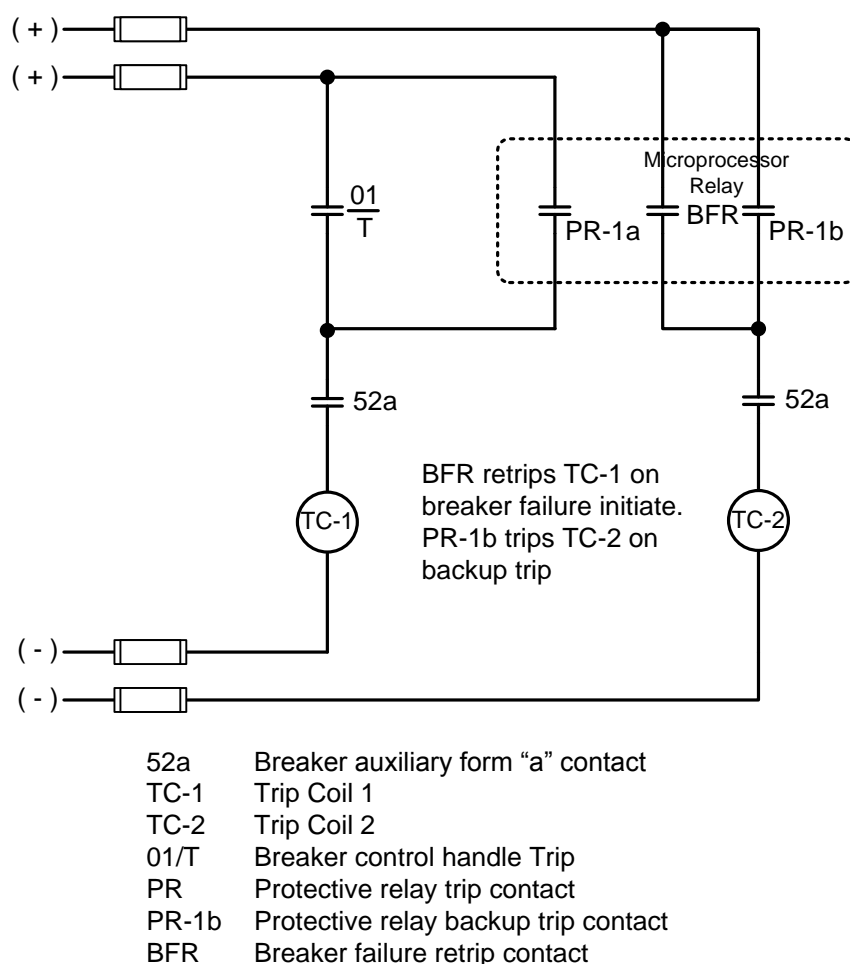 ( + )
( + )
Microprocessor
Relay
01
T
PR-1a
BFR
PR-1b
52a
52a
BFR retrips TC-1 on
breaker failure initiate.
PR-1b trips TC-2 on
backup trip
TC-1
TC-2
( - )
( - )
52a Breaker auxiliary form “a” contact
TC-1 Trip Coil 1
TC-2 Trip Coil 2
01/T Breaker control handle Trip
PR Protective relay trip contact
PR-1b Protective relay backup trip contact
BFR Breaker failure retrip contact